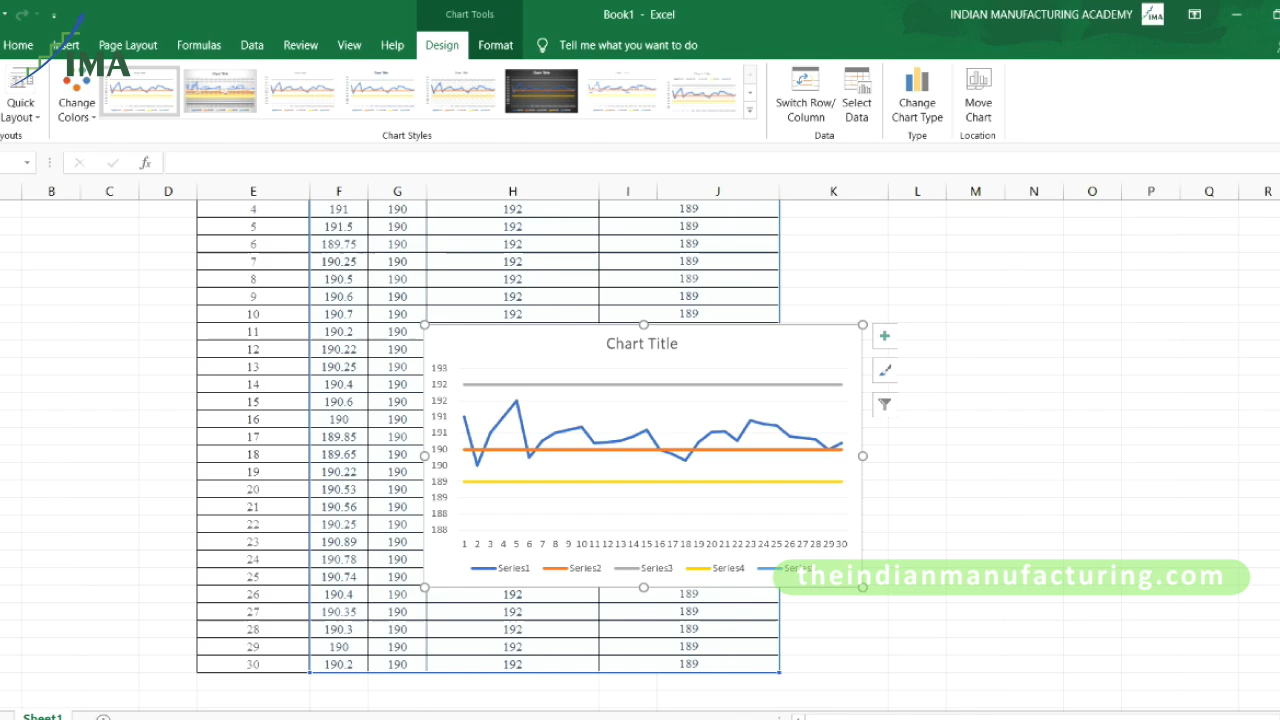 Chart Tools
Book1 - Excel
INDIAN MANUFACTURING ACADEMY
IMA
Home Insert Page Layout Formulas Data Review View Help Design Format Tell me what you want to do
IMA
Quick
Layout
Change
Colors
Switch Row/
Column
Select
Data
Change
Chart Type
Move
Chart
youts
Chart Styles
Data
Type
Location
fx
B C D E F G H I J K L M N O P Q R
4 191 190 192 189
5 191.5 190 192 189
6 189.75 190 192 189
7 190.25 190 192 189
8 190.5 190 192 189
9 190.6 190 192 189
10 190.7 190 192 189
11 190.2 190
12 190.22 190
13 190.25 190
14 190.4 190
15 190.6 190
16 190 190
17 189.85 190
18 189.65 190
19 190.22 190
20 190.53 190
21 190.56 190
22 190.25 190
23 190.89 190
24 190.78 190
25 190.74 190
26 190.4 190 192 189
27 190.35 190 192 189
28 190.3 190 192 189
29 190 190 192 189
30 190.2 190 192 189
Chart Title
193
192
192
191
191
190
190
189
189
188
188
1 2 3 4 5 6 7 8 9 10 11 12 13 14 15 16 17 18 19 20 21 22 23 24 25 26 27 28 29 30
Series1 Series2 Series3 Series4
theindianmanufacturing.com
Sheet1